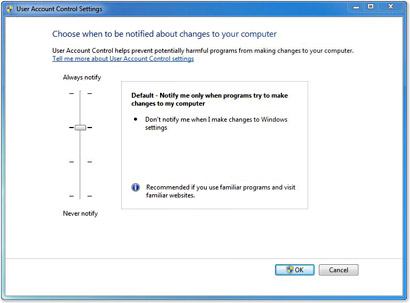 User Account Control Settings
Choose when to be notified about changes to your computer
User Account Control helps prevent potentially harmful programs from making changes to your computer.
Tell me more about User Account Control settings
Always notify
Default - Notify me only when programs try to make
changes to my computer
• Don't notify me when I make changes to Windows
settings
Recommended if you use familiar programs and visit
familiar websites.
Never notify
OK
Cancel